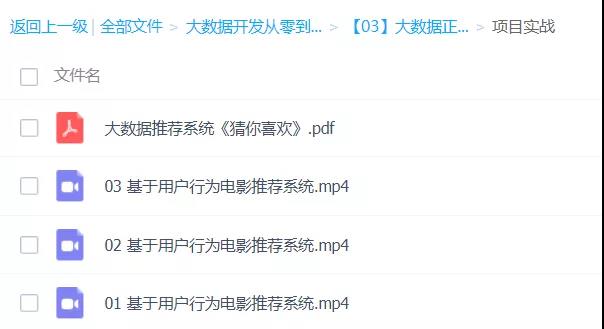 返回上一级 | 全部文件 > 大数据开发从零到... > 【03】大数据正... > 项目实战
文件名
大数据推荐系统《猜你喜欢》.pdf
03 基于用户行为电影推荐系统.mp4
02 基于用户行为电影推荐系统.mp4
01 基于用户行为电影推荐系统.mp4